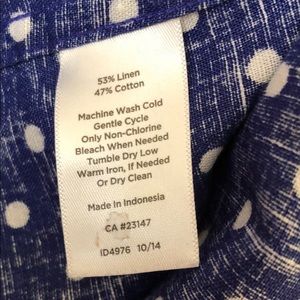 53% Linen
47% Cotton
Machine Wash Cold
Gentle Cycle
Only Non-Chlorine
Bleach When Needed
Tumble Dry Low
Warm Iron, if Needed
Or Dry Clean
Made in Indonesia
CA #23147
ID4976 10/14